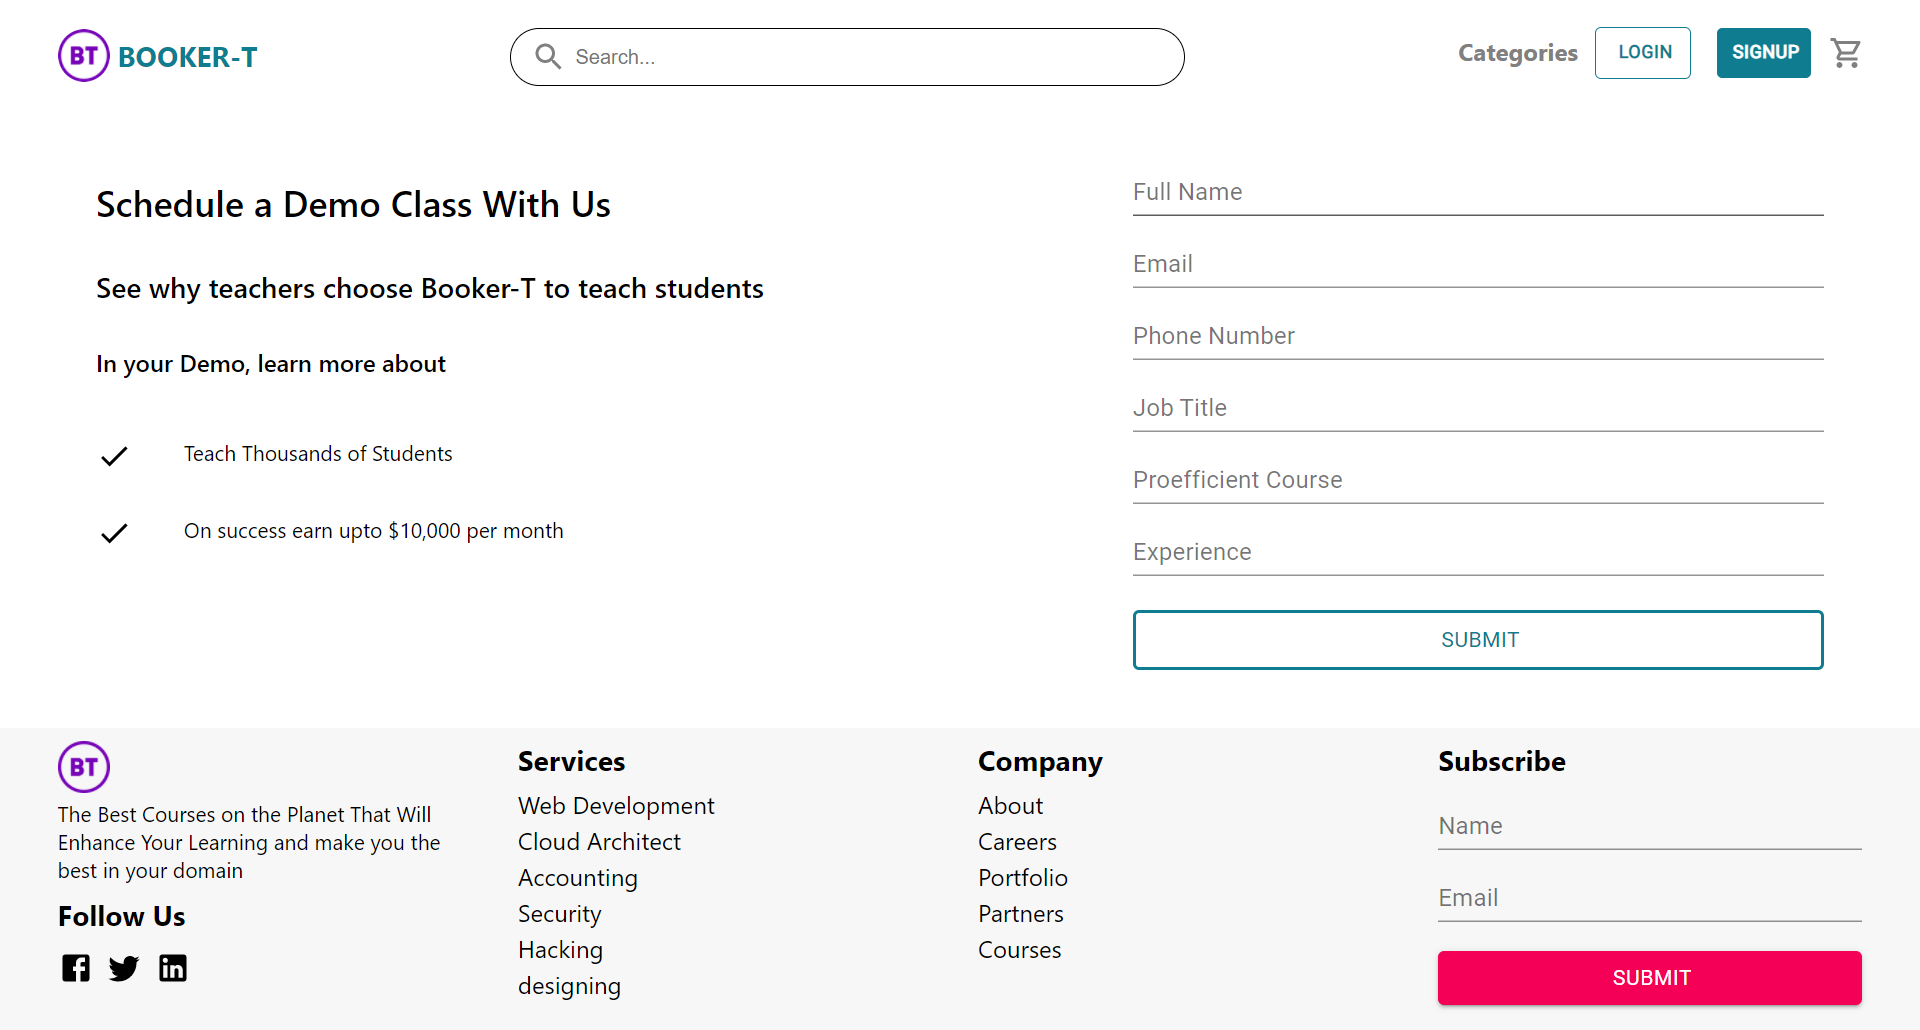 BT BOOKER-T
Search...
Categories
LOGIN
SIGNUP
Schedule a Demo Class With Us
See why teachers choose Booker-T to teach students
In your Demo, learn more about
Teach Thousands of Students
On success earn upto $10,000 per month
Full Name
Email
Phone Number
Job Title
Proefficient Course
Experience
SUBMIT
BT
The Best Courses on the Planet That Will
Enhance Your Learning and make you the
best in your domain
Follow Us
Services
Web Development
Cloud Architect
Accounting
Security
Hacking
designing
Company
About
Careers
Portfolio
Partners
Courses
Subscribe
Name
Email
SUBMIT